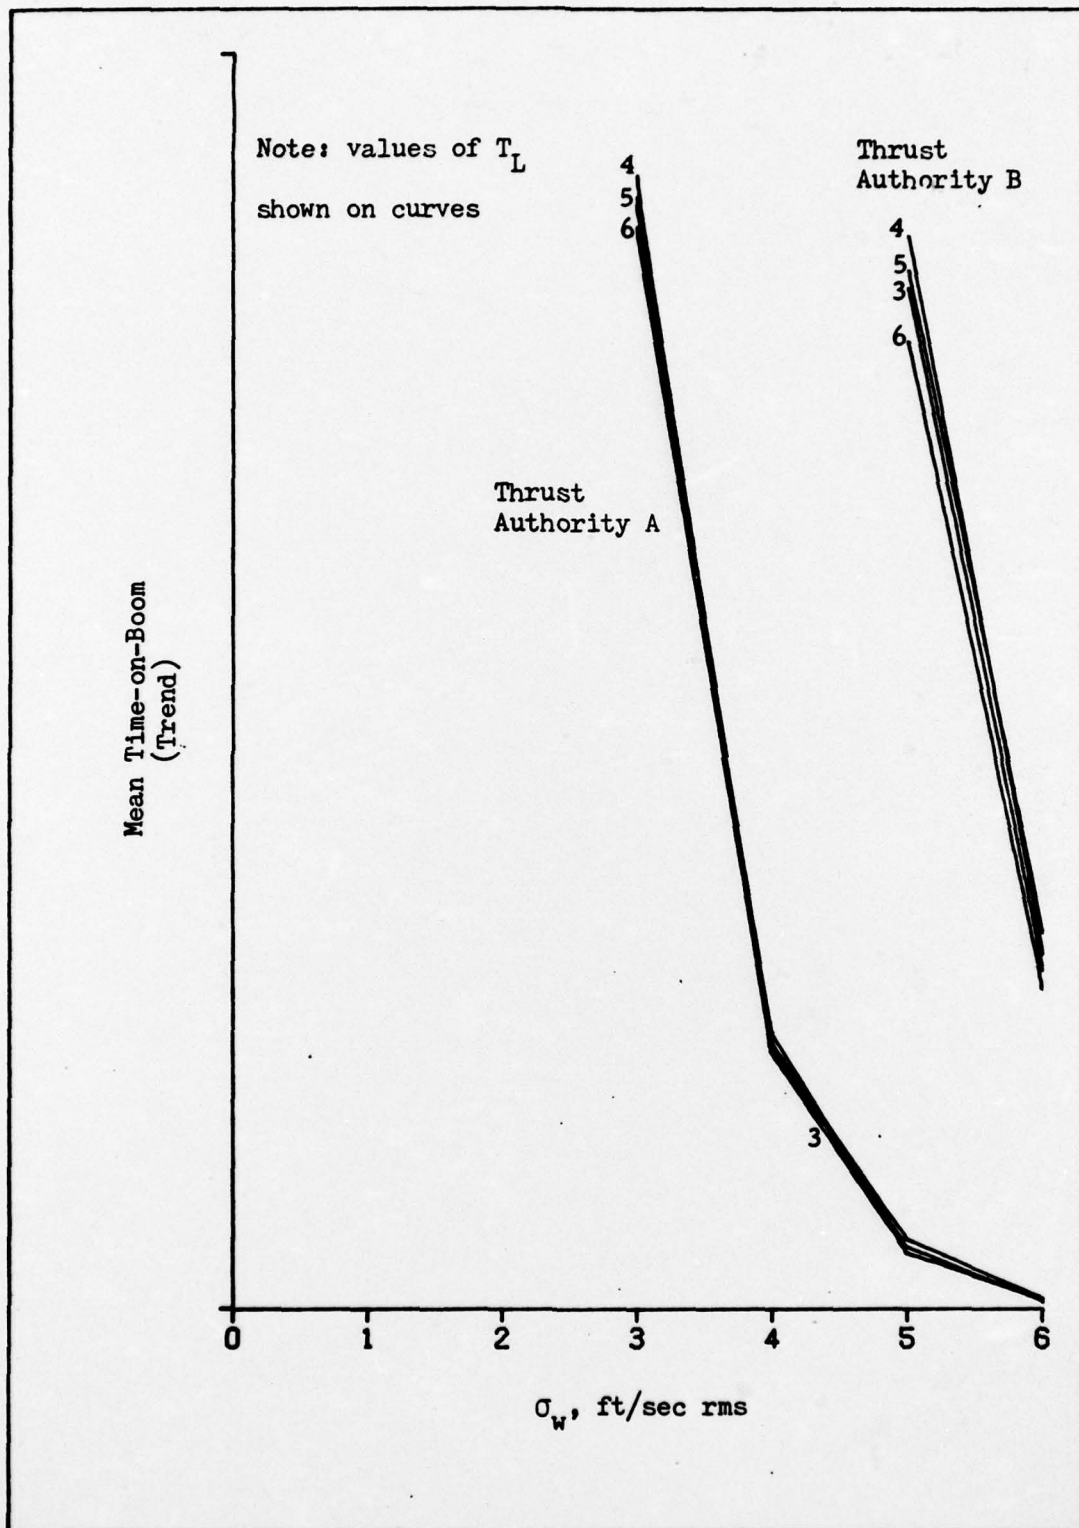 Note: values of T_L
shown on curves
4
5
6
Thrust
Authority B
4
5
3
6
Thrust
Authority A
Mean Time-on-Boom
(Trend)
3
0 1 2 3 4 5 6
σ_w, ft/sec rms